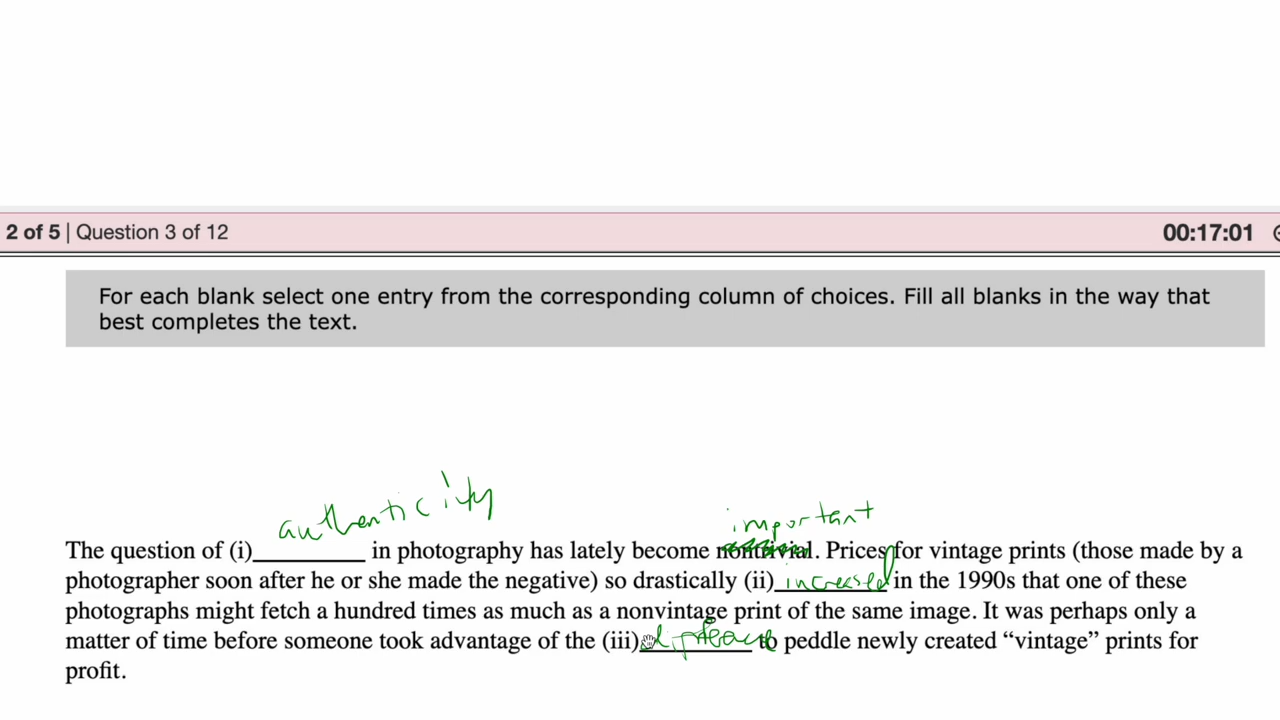 2 of 5 | Question 3 of 12
00:17:01
For each blank select one entry from the corresponding column of choices. Fill all blanks in the way that
best completes the text.
authenticity
important
The question of (i)__________ in photography has lately become nontrivial. Prices for vintage prints (those made by a
photographer soon after he or she made the negative) so drastically (ii) increased in the 1990s that one of these
photographs might fetch a hundred times as much as a nonvintage print of the same image. It was perhaps only a
matter of time before someone took advantage of the (iii)__________ to peddle newly created “vintage” prints for
profit.